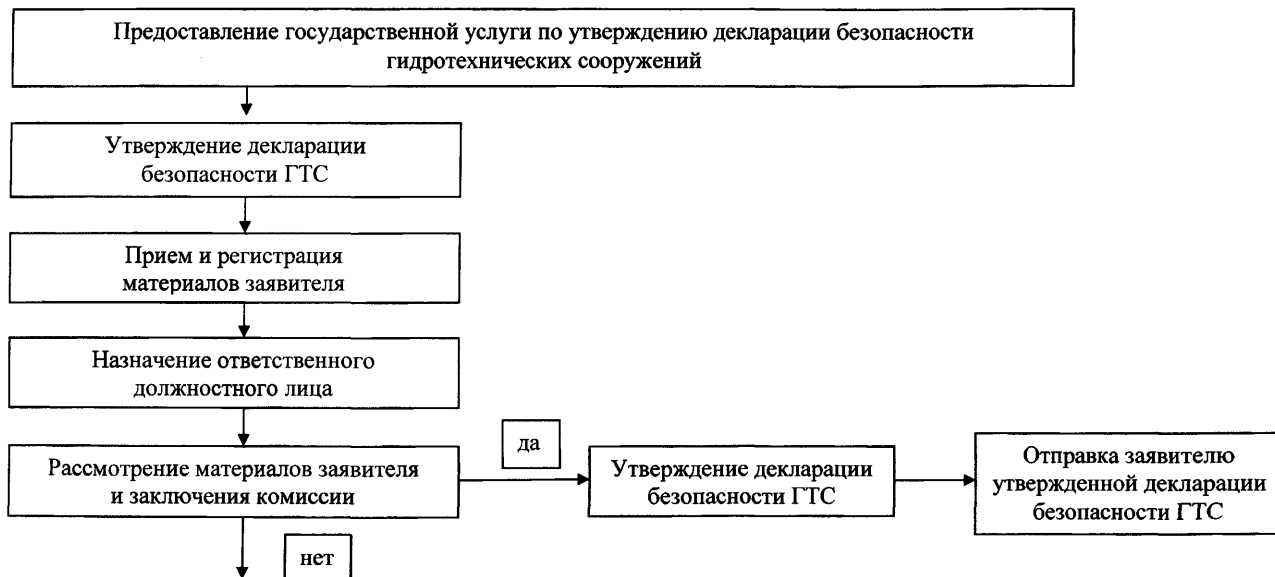 Предоставление государственной услуги по утверждению декларации безопасности
гидротехнических сооружений
Утверждение декларации
безопасности ГТС
Прием и регистрация
материалов заявителя
Назначение ответственного
должностного лица
Рассмотрение материалов заявителя
и заключения комиссии
да
Утверждение декларации
безопасности ГТС
Отправка заявителю
утвержденной декларации
безопасности ГТС
нет